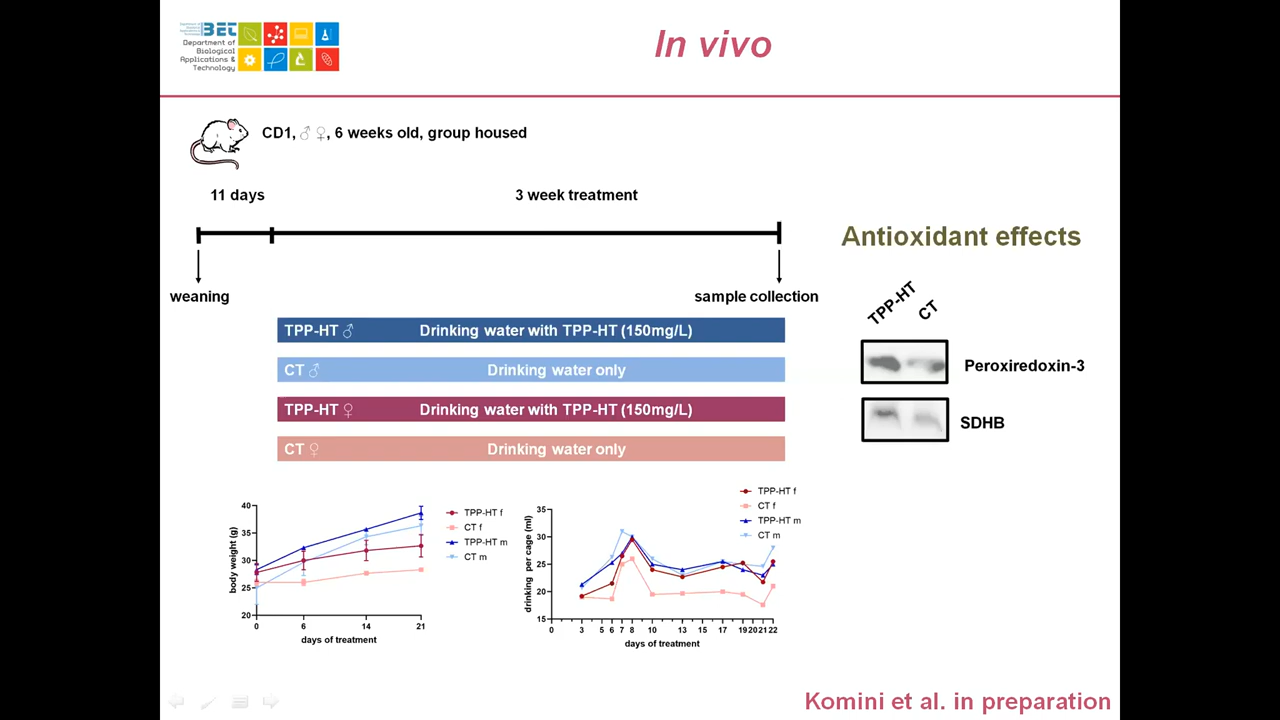 BET
Department of
Biological
Applications &
Technology
In vivo
CD1, ♂ ♀, 6 weeks old, group housed
11 days
3 week treatment
weaning
sample collection
TPP-HT ♂ Drinking water with TPP-HT (150mg/L)
CT ♂ Drinking water only
TPP-HT ♀ Drinking water with TPP-HT (150mg/L)
CT ♀ Drinking water only
Antioxidant effects
TPP-HT CT
Peroxiredoxin-3
SDHB
body weight (g)
40
35
30
25
20
0 6 14 21
days of treatment
TPP-HT f
CT f
TPP-HT m
CT m
drinking per cage (ml)
35
30
25
20
15
0 3 5 6 7 8 10 13 15 17 19 20 21 22
days of treatment
TPP-HT f
CT f
TPP-HT m
CT m
Komini et al. in preparation